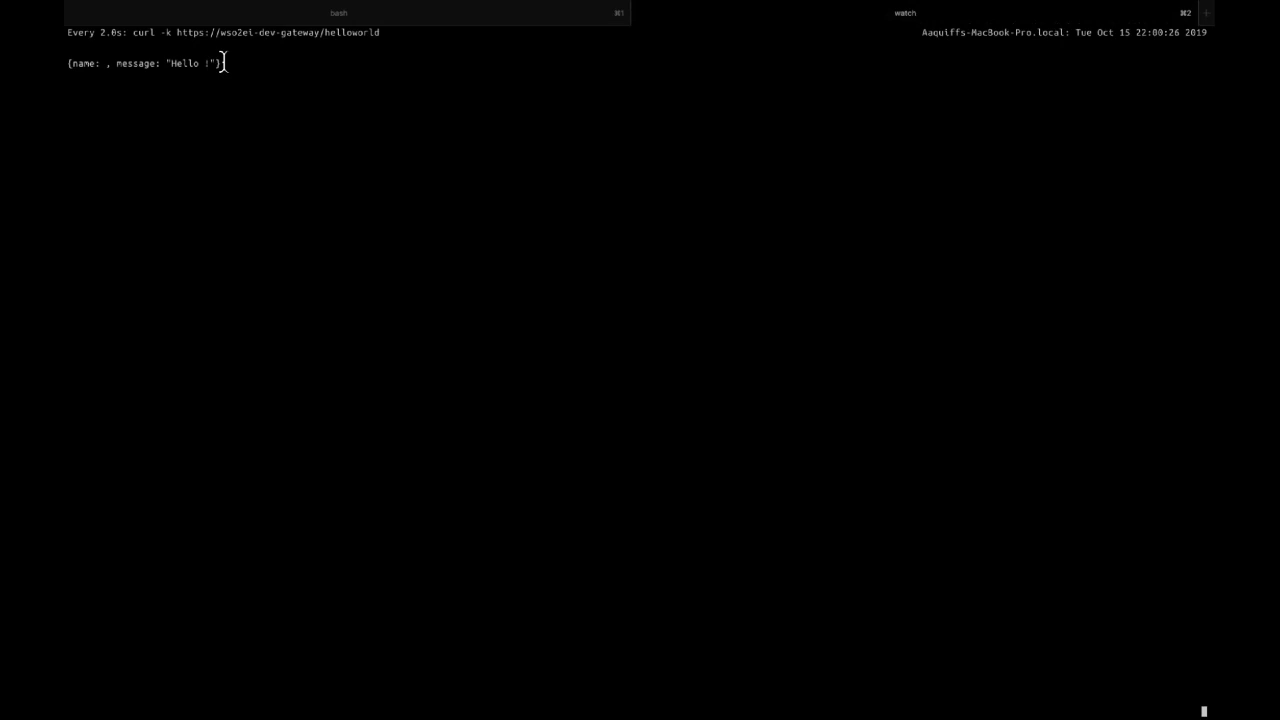 bash ⌘1 watch ⌘2 +
Every 2.0s: curl -k https://wso2ei-dev-gateway/helloworld Aaquiffs-MacBook-Pro.local: Tue Oct 15 22:00:26 2019
{name: , message: "Hello !"}